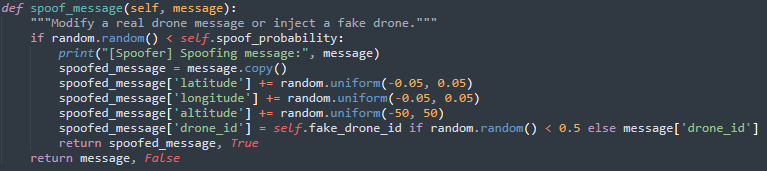 def spoof_message(self, message):
    """Modify a real drone message or inject a fake drone."""
    if random.random() < self.spoof_probability:
        print("[Spoofer] Spoofing message:", message)
        spoofed_message = message.copy()
        spoofed_message['latitude'] += random.uniform(-0.05, 0.05)
        spoofed_message['longitude'] += random.uniform(-0.05, 0.05)
        spoofed_message['altitude'] += random.uniform(-50, 50)
        spoofed_message['drone_id'] = self.fake_drone_id if random.random() < 0.5 else message['drone_id']
        return spoofed_message, True
    return message, False